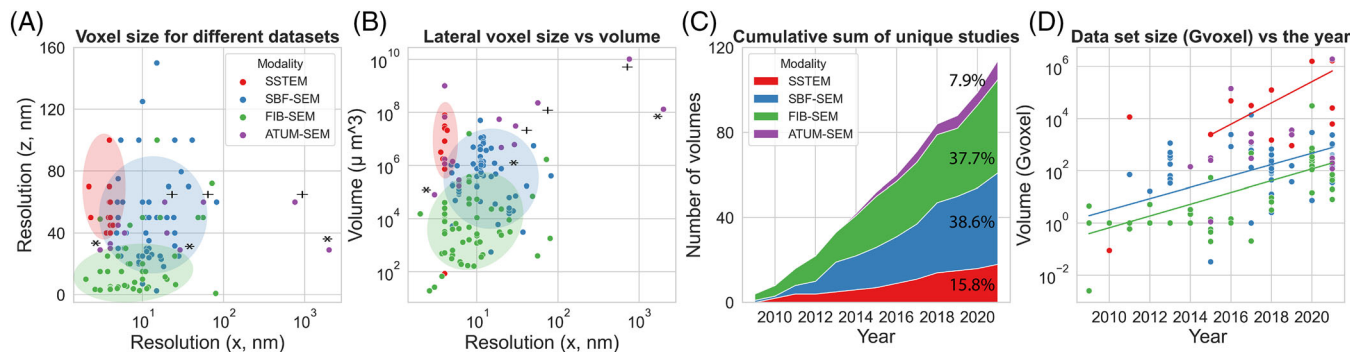 (A)
Voxel size for different datasets
160
120
80
40
0
Resolution (z, nm)
Modality
SSTEM
SBF-SEM
FIB-SEM
ATUM-SEM
+
+
+
*
*
*
10^1
10^2
10^3
Resolution (x, nm)
(B)
Lateral voxel size vs volume
10^10
10^8
10^6
10^4
10^2
Volume (μ m^3)
+
+
+
*
*
*
10^1
10^2
10^3
Resolution (x, nm)
(C)
Cumulative sum of unique studies
120
80
40
0
Number of volumes
Modality
SSTEM
SBF-SEM
FIB-SEM
ATUM-SEM
7.9%
37.7%
38.6%
15.8%
2010 2012 2014 2016 2018 2020
Year
(D)
Data set size (Gvoxel) vs the year
10^6
10^4
10^2
10^0
10^−2
Volume (Gvoxel)
2010 2012 2014 2016 2018 2020
Year